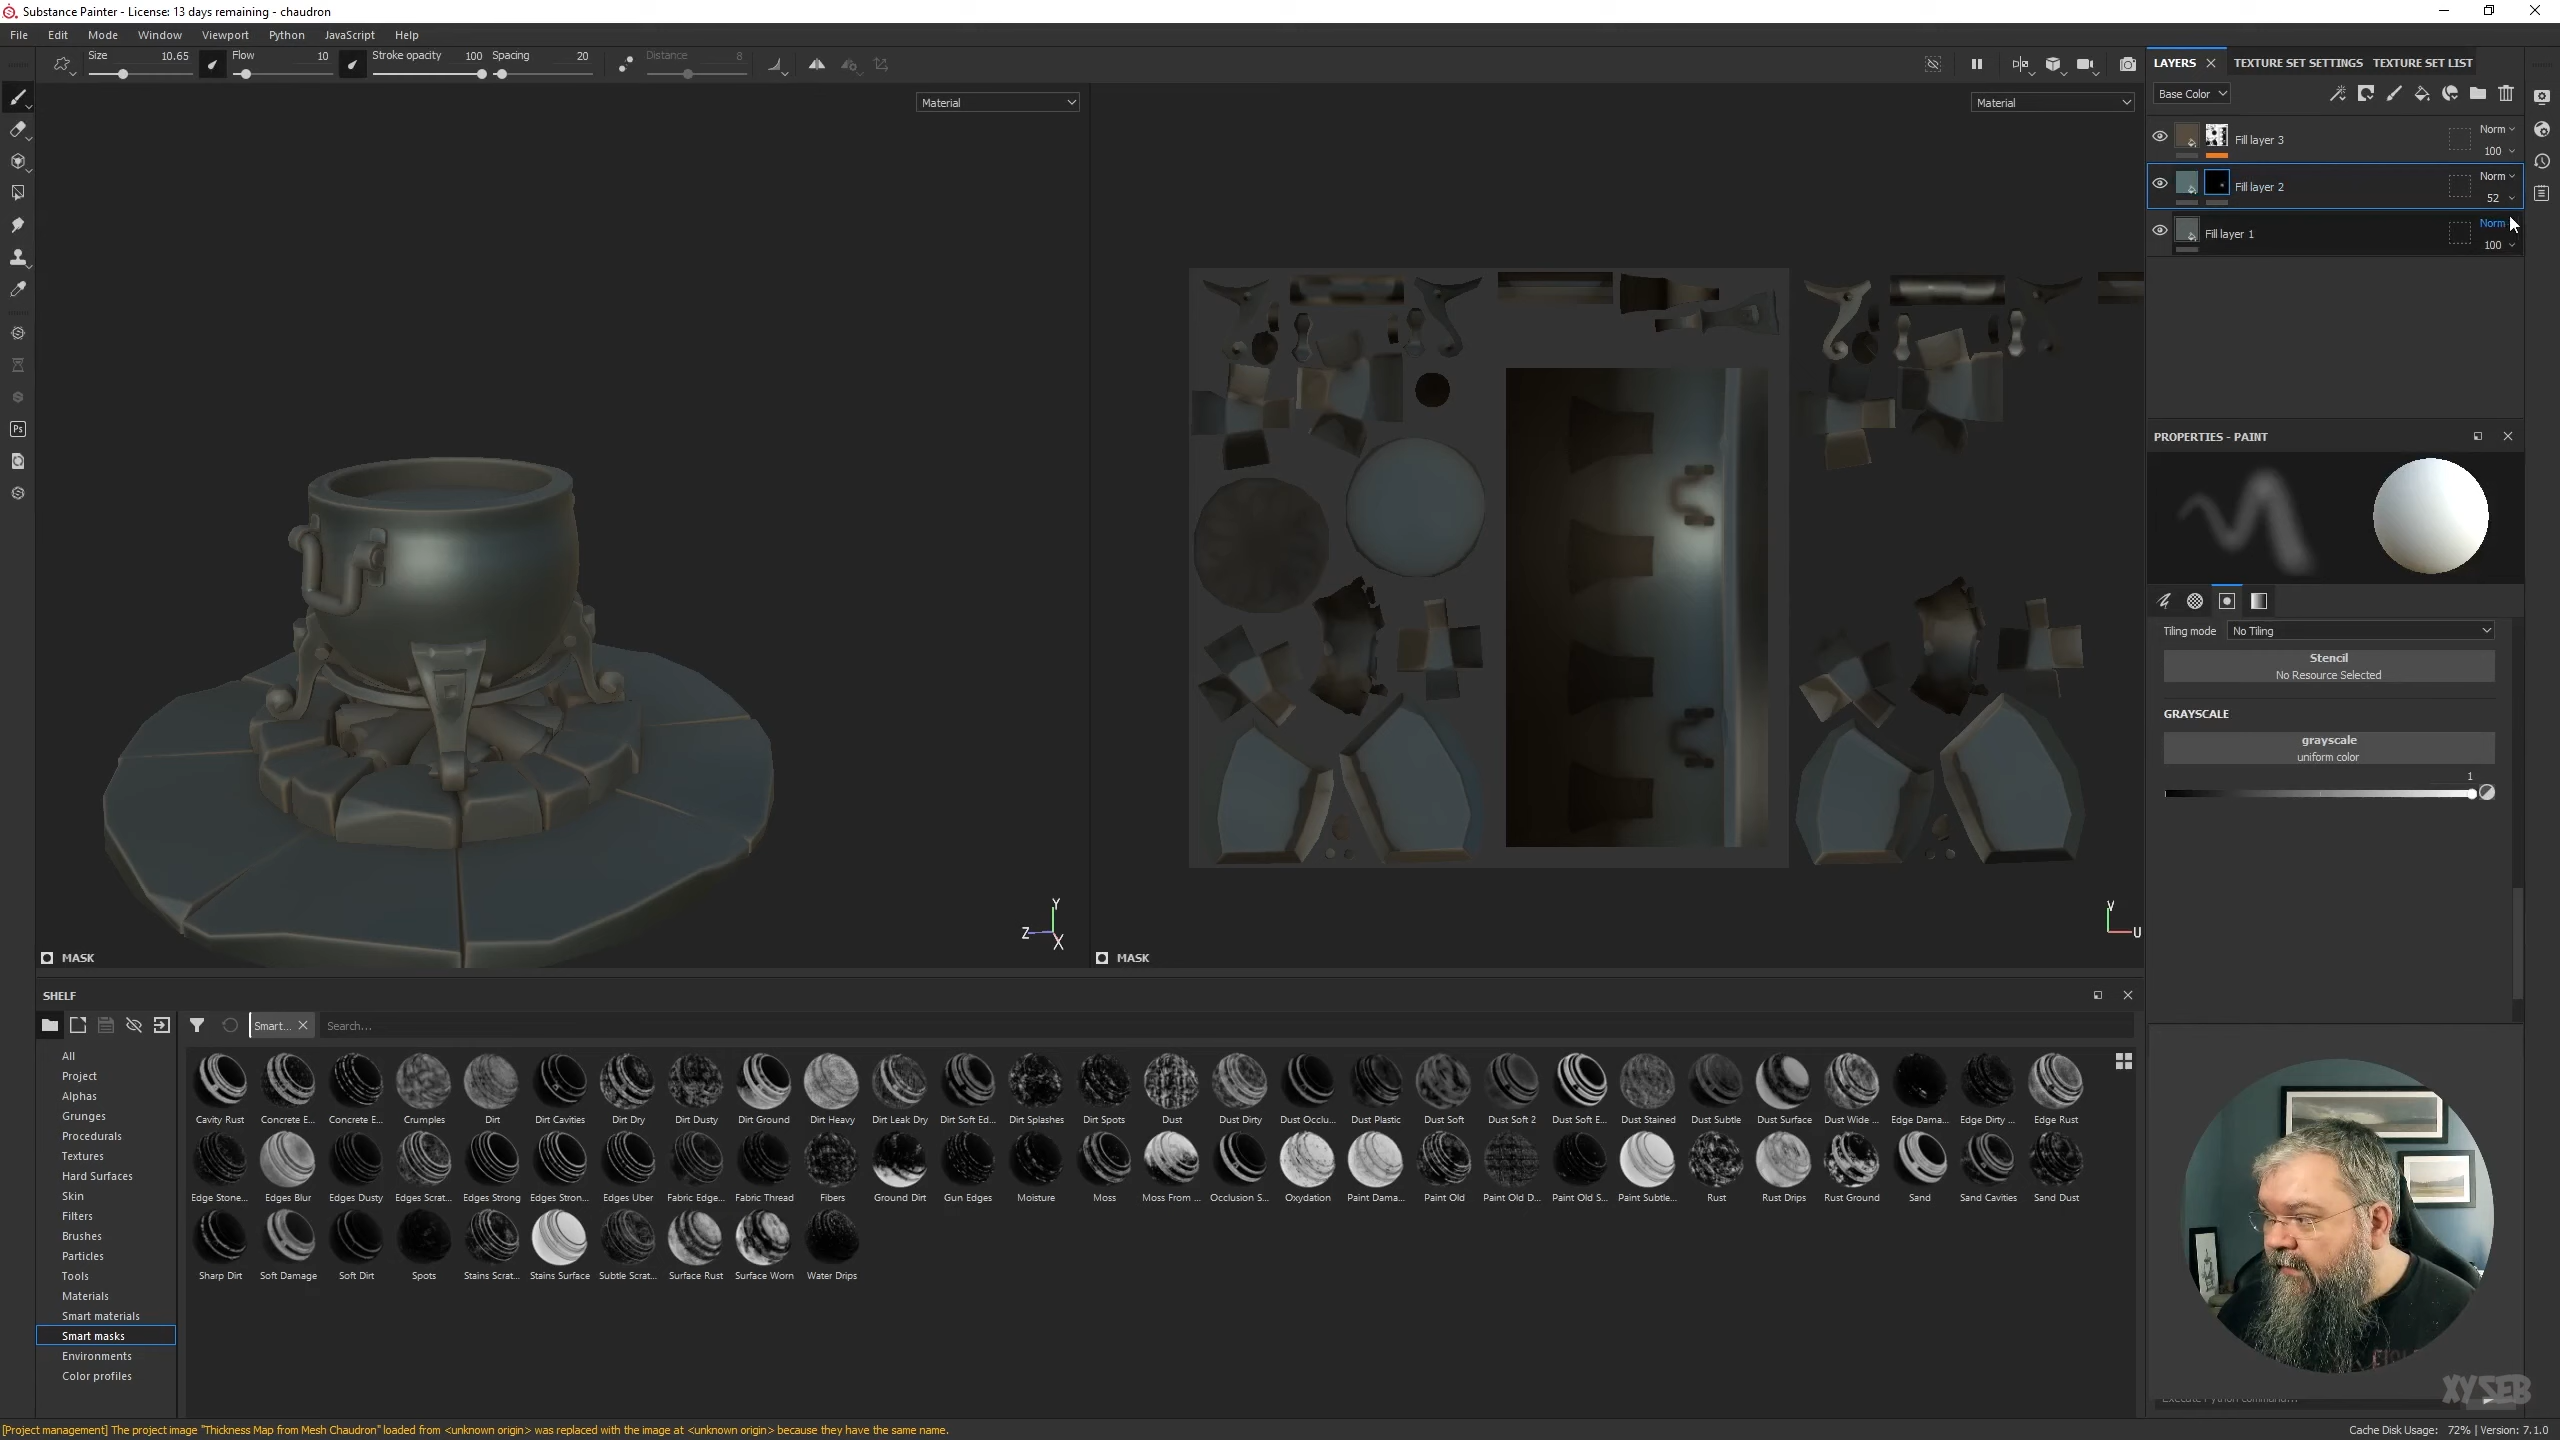 Substance Painter - License: 13 days remaining - chaudron
File Edit Mode Window Viewport Python JavaScript Help
Size 10.65 Flow 10 Stroke opacity 100 Spacing 20 Distance 8
Material
Material
LAYERS TEXTURE SET SETTINGS TEXTURE SET LIST
Base Color
Fill layer 3 Norm 100
Fill layer 2 Norm 52
Fill layer 1 Norm 100
PROPERTIES - PAINT
Tiling mode No Tiling
Stencil
No Resource Selected
GRAYSCALE
grayscale
uniform color
1
Y
Z
X
V
U
MASK
MASK
SHELF
Smart... Search...
All
Project
Alphas
Grunges
Procedurals
Textures
Hard Surfaces
Skin
Filters
Brushes
Particles
Tools
Materials
Smart materials
Smart masks
Environments
Color profiles
Cavity Rust Concrete E... Concrete E... Crumples Dirt Dirt Cavities Dirt Dry Dirt Dusty Dirt Ground Dirt Heavy Dirt Leak Dry Dirt Soft Ed... Dirt Splashes Dirt Spots Dust Dust Dirty Dust Occlu... Dust Plastic Dust Soft Dust Soft 2 Dust Soft E... Dust Stained Dust Subtle Dust Surface Dust Wide ... Edge Dama... Edge Dirty ... Edge Rust
Edge Stone... Edges Blur Edges Dusty Edges Scrat... Edges Strong Edges Stron... Edges Uber Fabric Edge... Fabric Thread Fibers Ground Dirt Gun Edges Moisture Moss Moss From ... Occlusion S... Oxydation Paint Dama... Paint Old Paint Old D... Paint Old S... Paint Subtle... Rust Rust Drips Rust Ground Sand Sand Cavities Sand Dust
Sharp Dirt Soft Damage Soft Dirt Spots Stains Scrat... Stains Surface Subtle Scrat... Surface Rust Surface Worn Water Drips
Ps
XYSEB
[Project management] The project image "Thickness Map from Mesh Chaudron" loaded from <unknown origin> was replaced with the image at <unknown origin> because they have the same name.
Cache Disk Usage: 72% | Version: 7.1.0